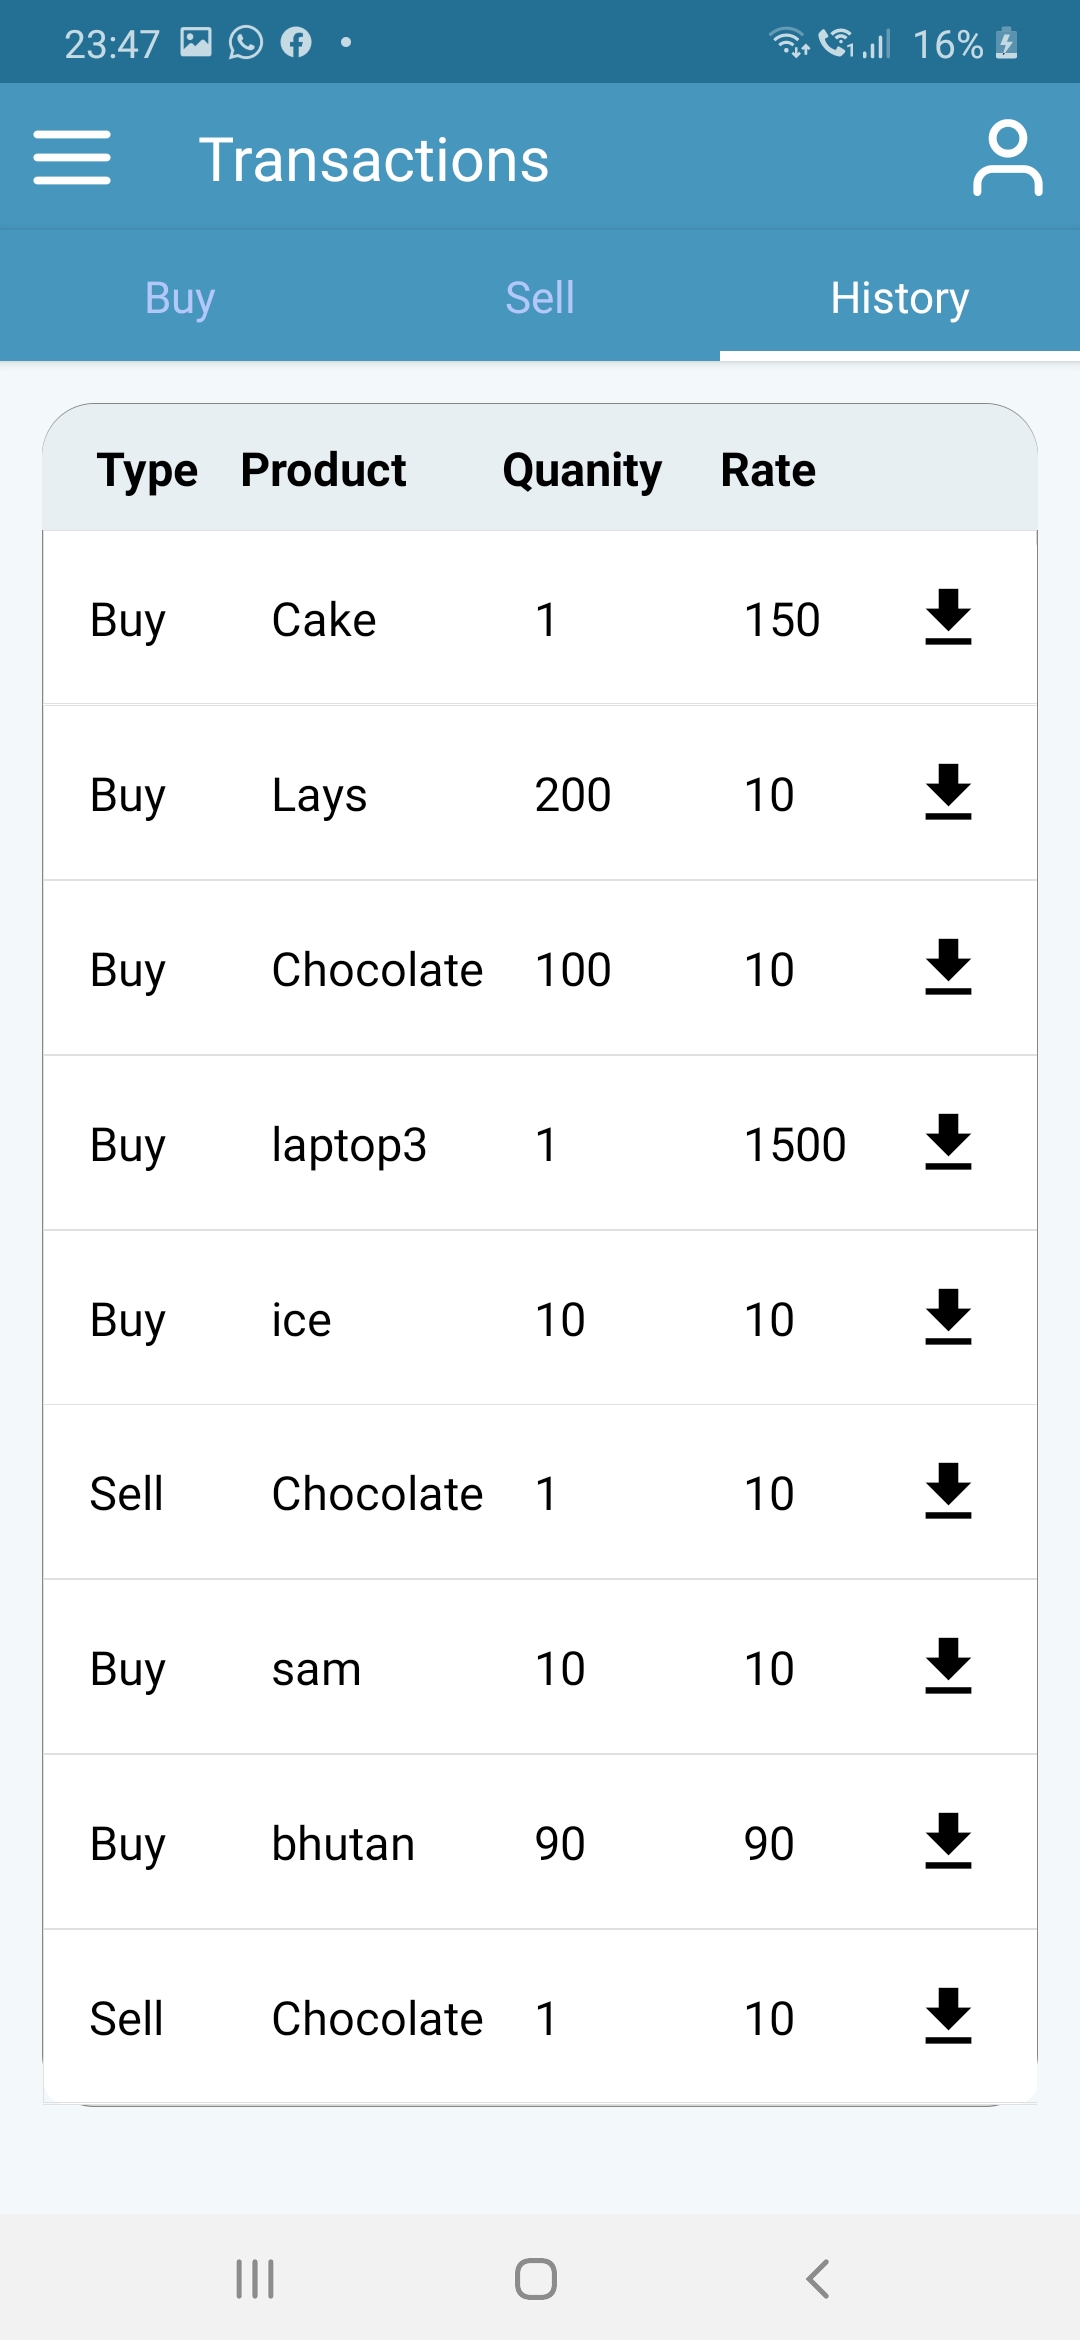 23:47 16%
Transactions
Buy Sell History
Type Product Quanity Rate
Buy Cake 1 150
Buy Lays 200 10
Buy Chocolate 100 10
Buy laptop3 1 1500
Buy ice 10 10
Sell Chocolate 1 10
Buy sam 10 10
Buy bhutan 90 90
Sell Chocolate 1 10